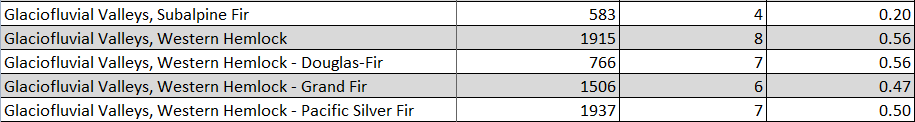 Glaciofluvial Valleys, Subalpine Fir 583 4 0.20
Glaciofluvial Valleys, Western Hemlock 1915 8 0.56
Glaciofluvial Valleys, Western Hemlock - Douglas-Fir 766 7 0.56
Glaciofluvial Valleys, Western Hemlock - Grand Fir 1506 6 0.47
Glaciofluvial Valleys, Western Hemlock - Pacific Silver Fir 1937 7 0.50